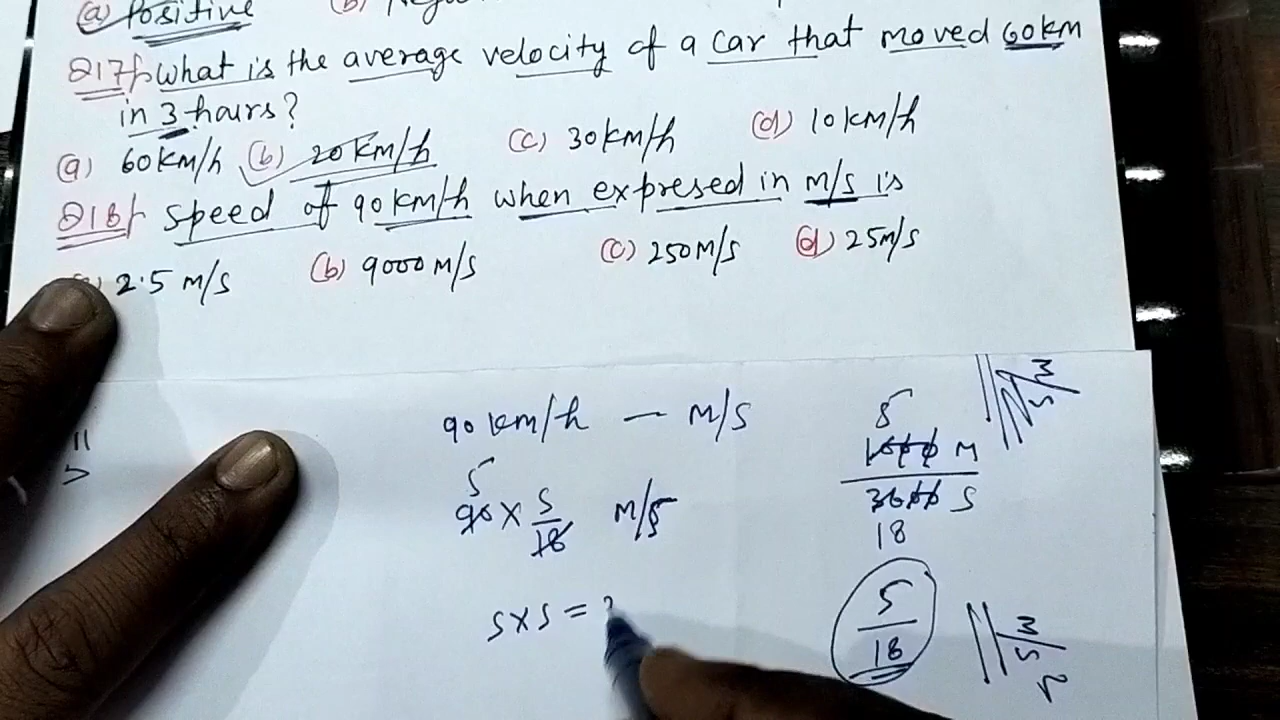 (a) Positive (b)
Q17/- What is the average velocity of a car that moved 60km
in 3 hours?
(a) 60km/h (b) 20km/h (c) 30km/h (d) 10km/h
Q18/- Speed of 90km/h when expresed in M/S is
2.5 M/S (b) 9000 M/S (c) 250M/S (d) 25M/S
90 km/h — M/S
5
90 × 5/18 M/S
5×5 =
5
1000 M
3600 S
18
5/18
M/S
M/S 2